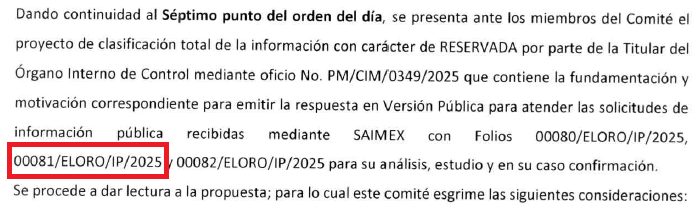 Dando continuidad al Séptimo punto del orden del día, se presenta ante los miembros del Comité el
proyecto de clasificación total de la información con carácter de RESERVADA por parte de la Titular del
Órgano Interno de Control mediante oficio No. PM/CIM/0349/2025 que contiene la fundamentación y
motivación correspondiente para emitir la respuesta en Versión Pública para atender las solicitudes de
información pública recibidas mediante SAIMEX con Folios 00080/ELORO/IP/2025,
00081/ELORO/IP/2025 y 00082/ELORO/IP/2025 para su análisis, estudio y en su caso confirmación.
Se procede a dar lectura a la propuesta; para lo cual este comité esgrime las siguientes consideraciones: